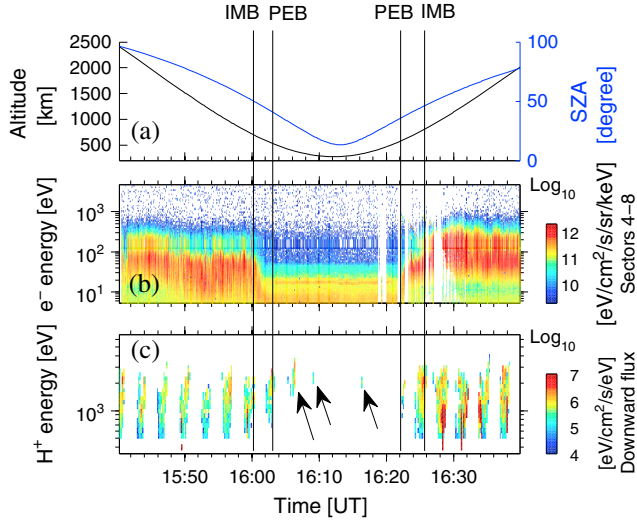 IMB PEB PEB IMB
2500
2000
1500
1000
500
Altitude
[km]
(a)
100
50
0
SZA
[degree]
e⁻ energy [eV]
10³
10²
10¹
(b)
Log₁₀
12
11
10
[eV/cm²/s/sr/keV]
Sectors 4–8
H⁺ energy [eV]
10³
(c)
Log₁₀
7
6
5
4
[eV/cm²/s/eV]
Downward flux
15:50 16:00 16:10 16:20 16:30
Time [UT]